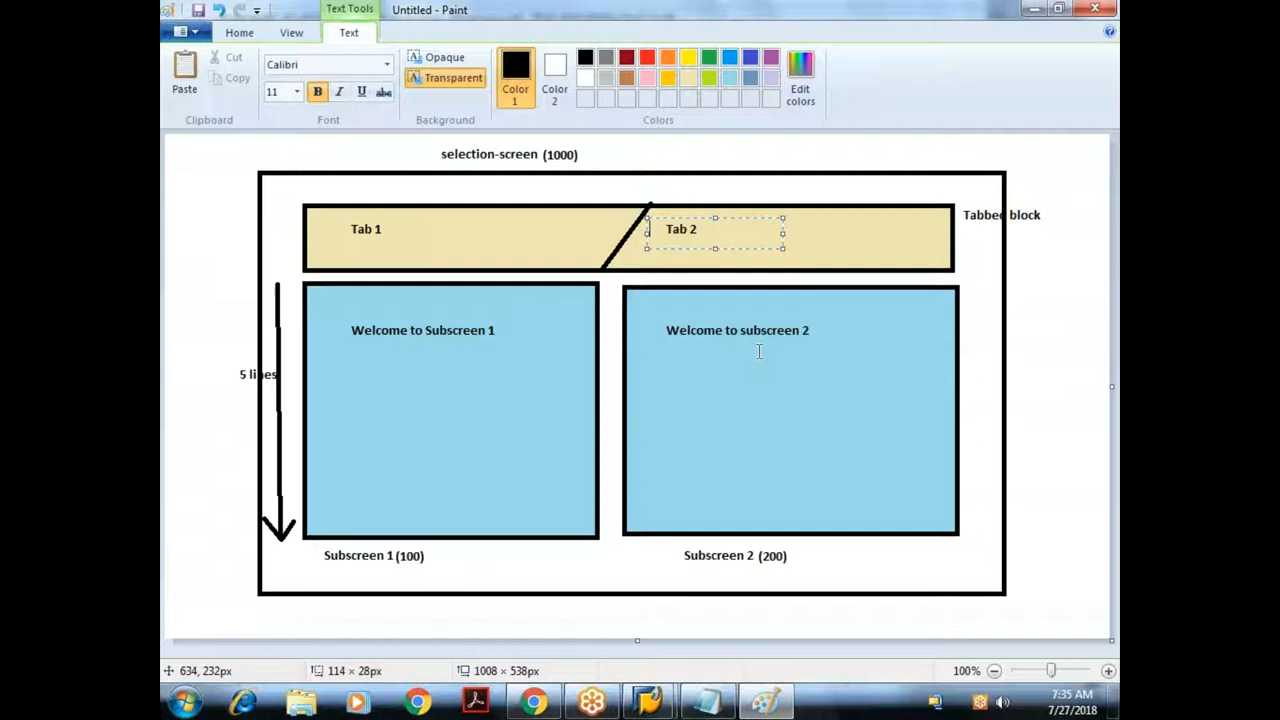 Text Tools
Untitled - Paint
Home
View
Text
Paste
Cut
Copy
Clipboard
Calibri
11
B
I
U
abc
Font
A Opaque
A Transparent
Background
Color 1
Color 2
Edit colors
Colors
selection-screen (1000)
Tabbed block
Tab 1
Tab 2
Welcome to Subscreen 1
Welcome to subscreen 2
5 lines
Subscreen 1 (100)
Subscreen 2 (200)
634, 232px
114 × 28px
1008 × 538px
100%
7:35 AM
7/27/2018